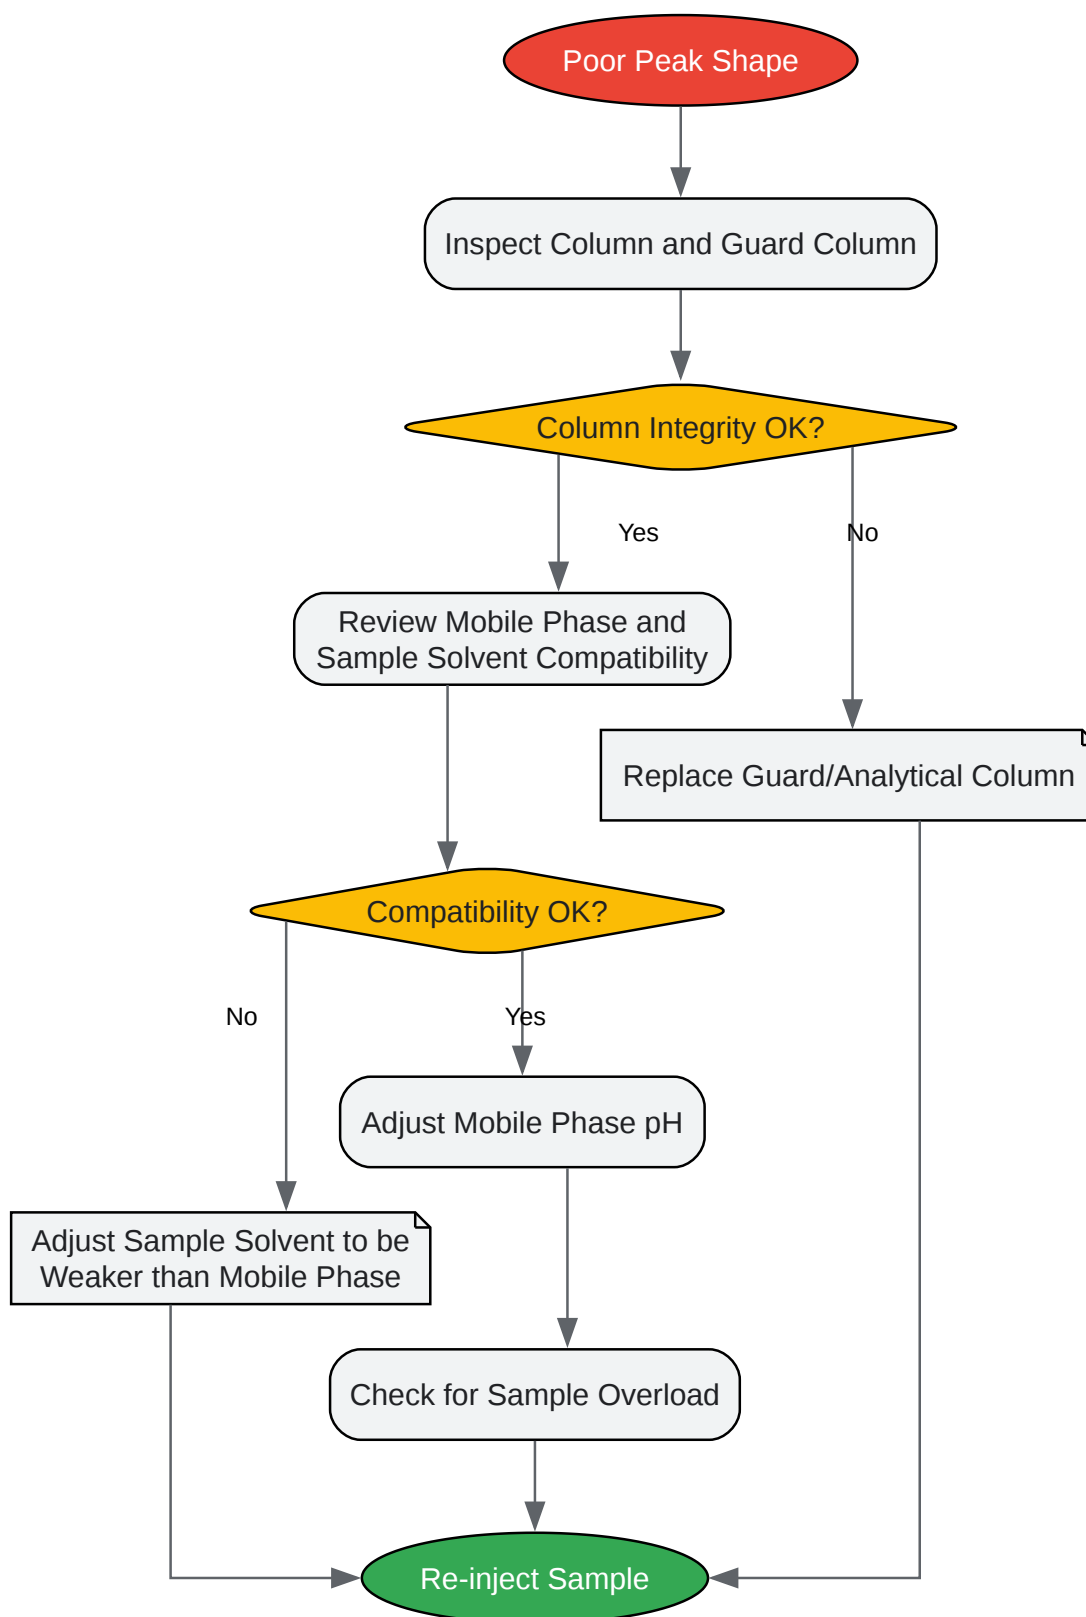 Poor Peak Shape
Inspect Column and Guard Column
Column Integrity OK?
Yes
No
Review Mobile Phase and
Sample Solvent Compatibility
Replace Guard/Analytical Column
Compatibility OK?
No
Yes
Adjust Mobile Phase pH
Adjust Sample Solvent to be
Weaker than Mobile Phase
Check for Sample Overload
Re-inject Sample